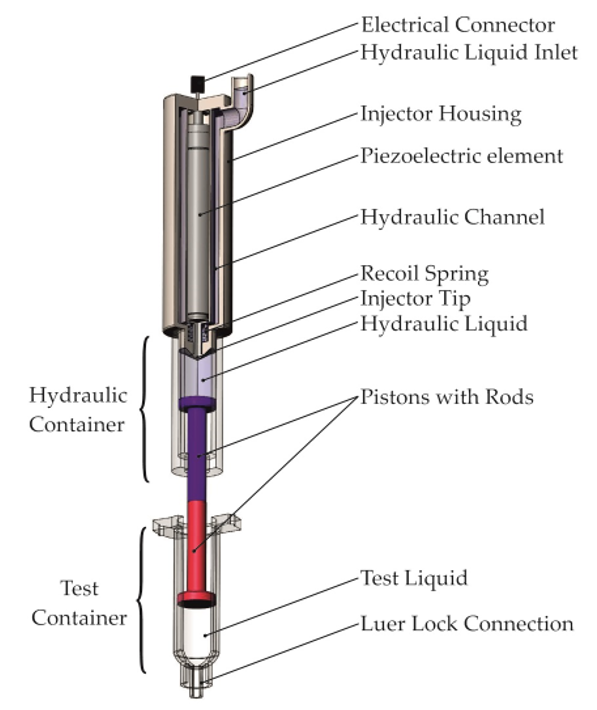 Electrical Connector
Hydraulic Liquid Inlet
Injector Housing
Piezoelectric element
Hydraulic Channel
Recoil Spring
Injector Tip
Hydraulic Liquid
Hydraulic
Container
Pistons with Rods
Test
Container
Test Liquid
Luer Lock Connection